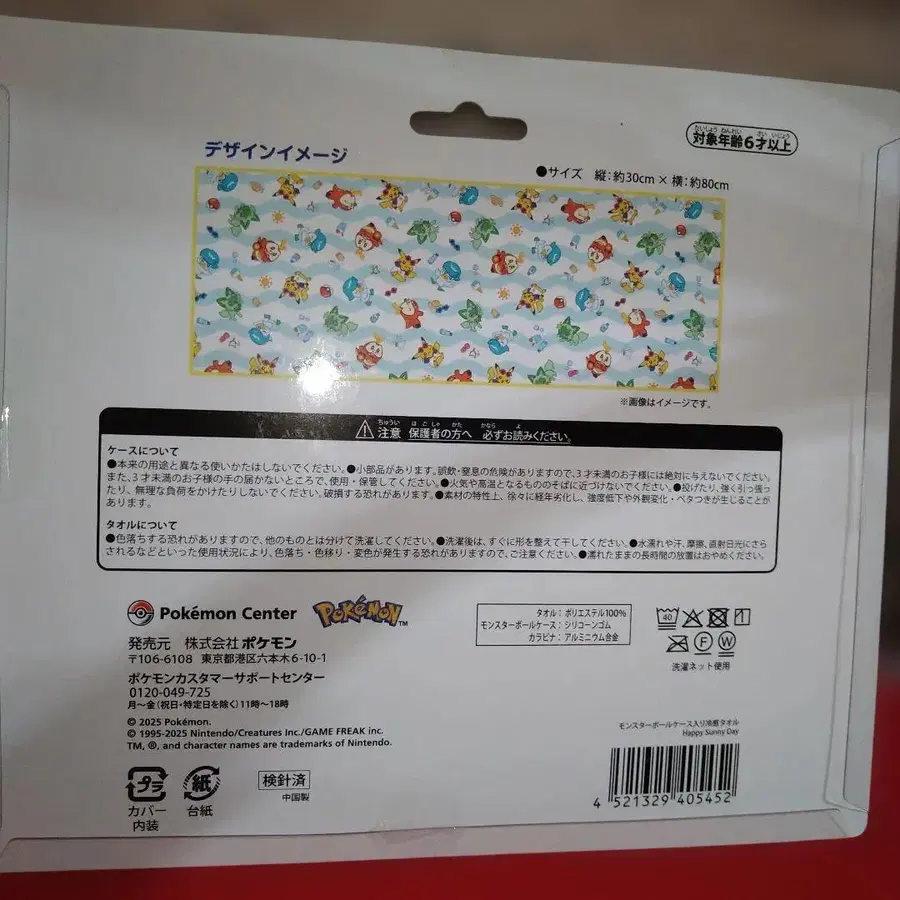 対象年齢6才以上
デザインイメージ
●サイズ 縦：約30cm × 横：約80cm
※画像はイメージです。
⚠注意 保護者の方へ 必ずお読みください。
ケースについて
●本来の用途と異なる使いかたはしないでください。●小部品があります。誤飲・窒息の危険がありますので、3才未満のお子様には絶対に与えないでください。
また、3才未満のお子様の手の届かないところで、使用・保管してください。●火気や高温となるもののそばに近づけないでください。●投げたり、強く引っ張っ
たり、無理な負荷をかけたりしないでください。破損する恐れがあります。●素材の特性上、徐々に経年劣化し、強度低下や外観変化・ベタつきが生じることが
あります。
タオルについて
●色落ちする恐れがありますので、他のものとは分けて洗濯してください。●洗濯後は、すぐに形を整えて干してください。●水濡れや汗、摩擦、直射日光にさら
されるなどといった使用状況により、色落ち・色移り・変色が発生する恐れがありますので、ご注意ください。●濡れたままの長時間の放置はおやめください。
Pokémon Center POKéMON™
発売元 株式会社ポケモン
〒106-6108 東京都港区六本木6-10-1
ポケモンカスタマーサポートセンター
0120-049-725
月～金（祝日・特定日を除く）11時～18時
© 2025 Pokémon.
© 1995-2025 Nintendo/Creatures Inc./GAME FREAK inc.
TM, ®, and character names are trademarks of Nintendo.
タオル：ポリエステル100%
モンスターボールケース：シリコーンゴム
カラビナ：アルミニウム合金
40
F W
洗濯ネット使用
モンスターボールケース入り冷感タオル
Happy Sunny Day
4 521329 405452
プラ 紙 検針済
カバー 台紙 中国製
内装